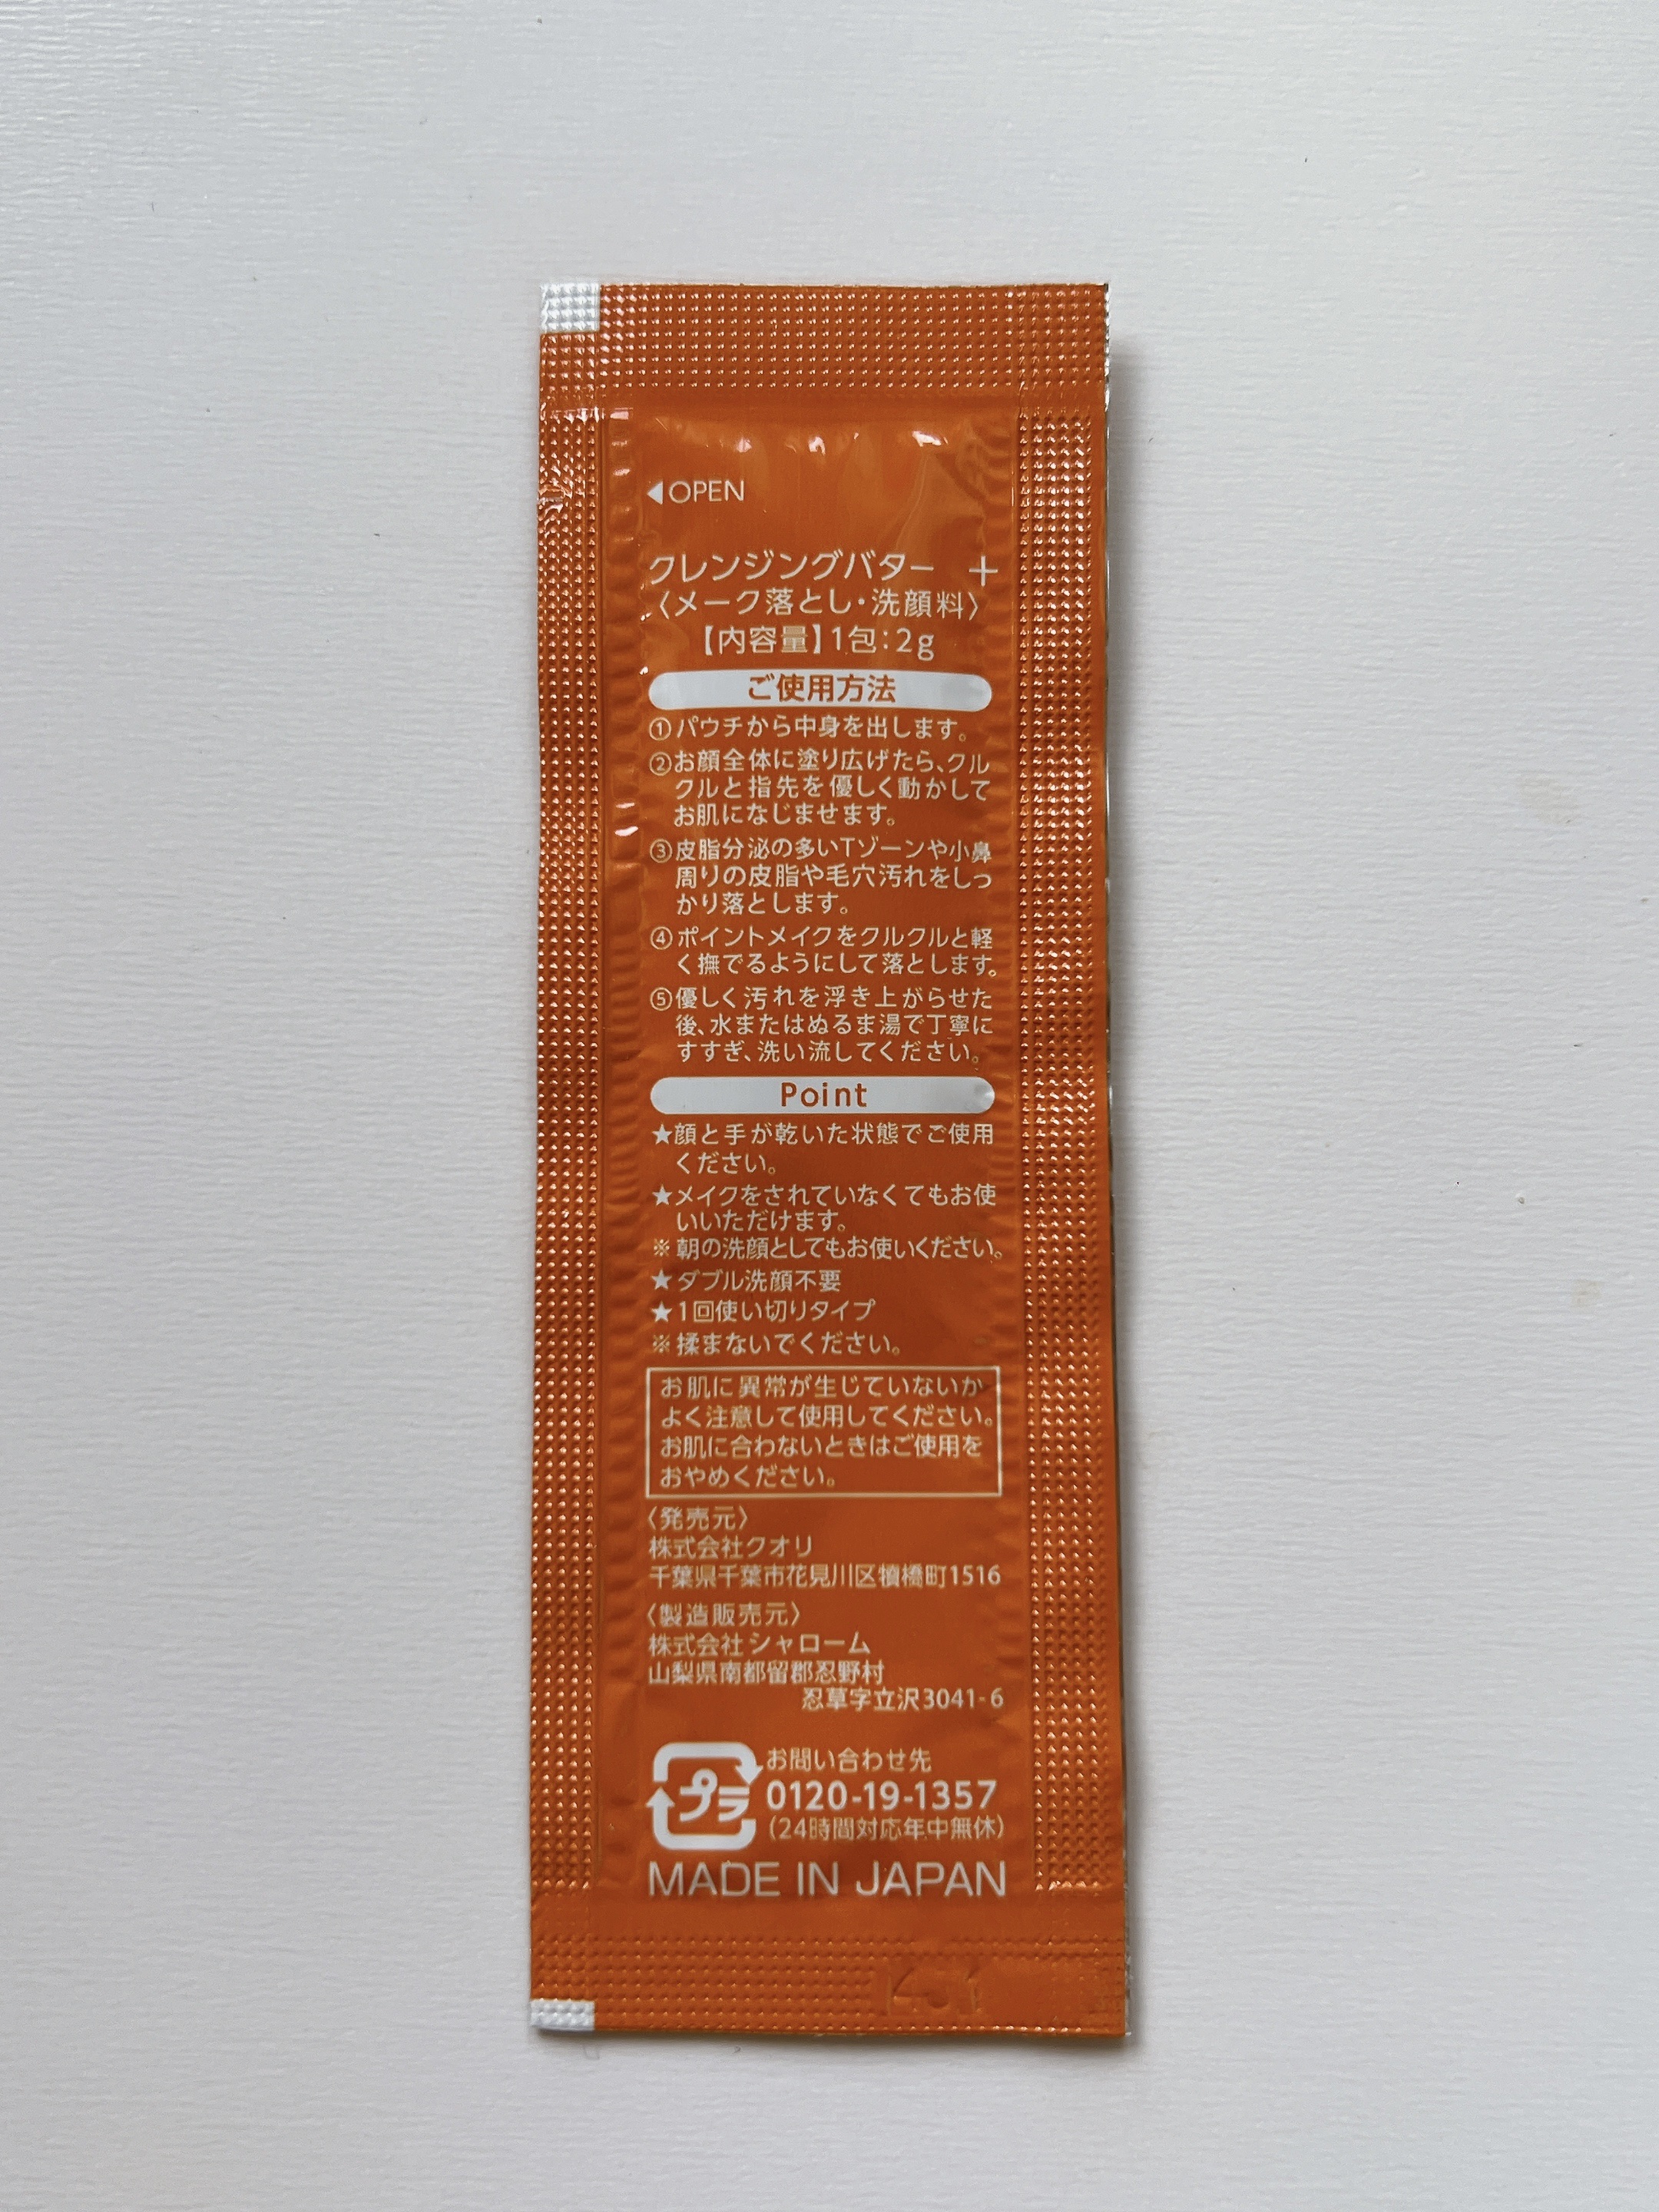 ◀OPEN
クレンジングバター +
〈メーク落とし・洗顔料〉
【内容量】1包:2g
ご使用方法
①パウチから中身を出します。
②お顔全体に塗り広げたら、クル
クルと指先を優しく動かして
お肌になじませます。
③皮脂分泌の多いTゾーンや小鼻
周りの皮脂や毛穴汚れをしっ
かり落とします。
④ポイントメイクをクルクルと軽
く撫でるようにして落とします。
⑤優しく汚れを浮き上がらせた
後、水またはぬるま湯で丁寧に
すすぎ、洗い流してください。
Point
★顔と手が乾いた状態でご使用
ください。
★メイクをされていなくてもお使
いいただけます。
※朝の洗顔としてもお使いください。
★ダブル洗顔不要
★1回使い切りタイプ
※揉まないでください。
お肌に異常が生じていないか
よく注意して使用してください。
お肌に合わないときはご使用を
おやめください。
〈発売元〉
株式会社クオリ
千葉県千葉市花見川区犢橋町1516
〈製造販売元〉
株式会社シャローム
山梨県南都留郡忍野村
忍草字立沢3041-6
プラ
お問い合わせ先
0120-19-1357
(24時間対応年中無休)
MADE IN JAPAN